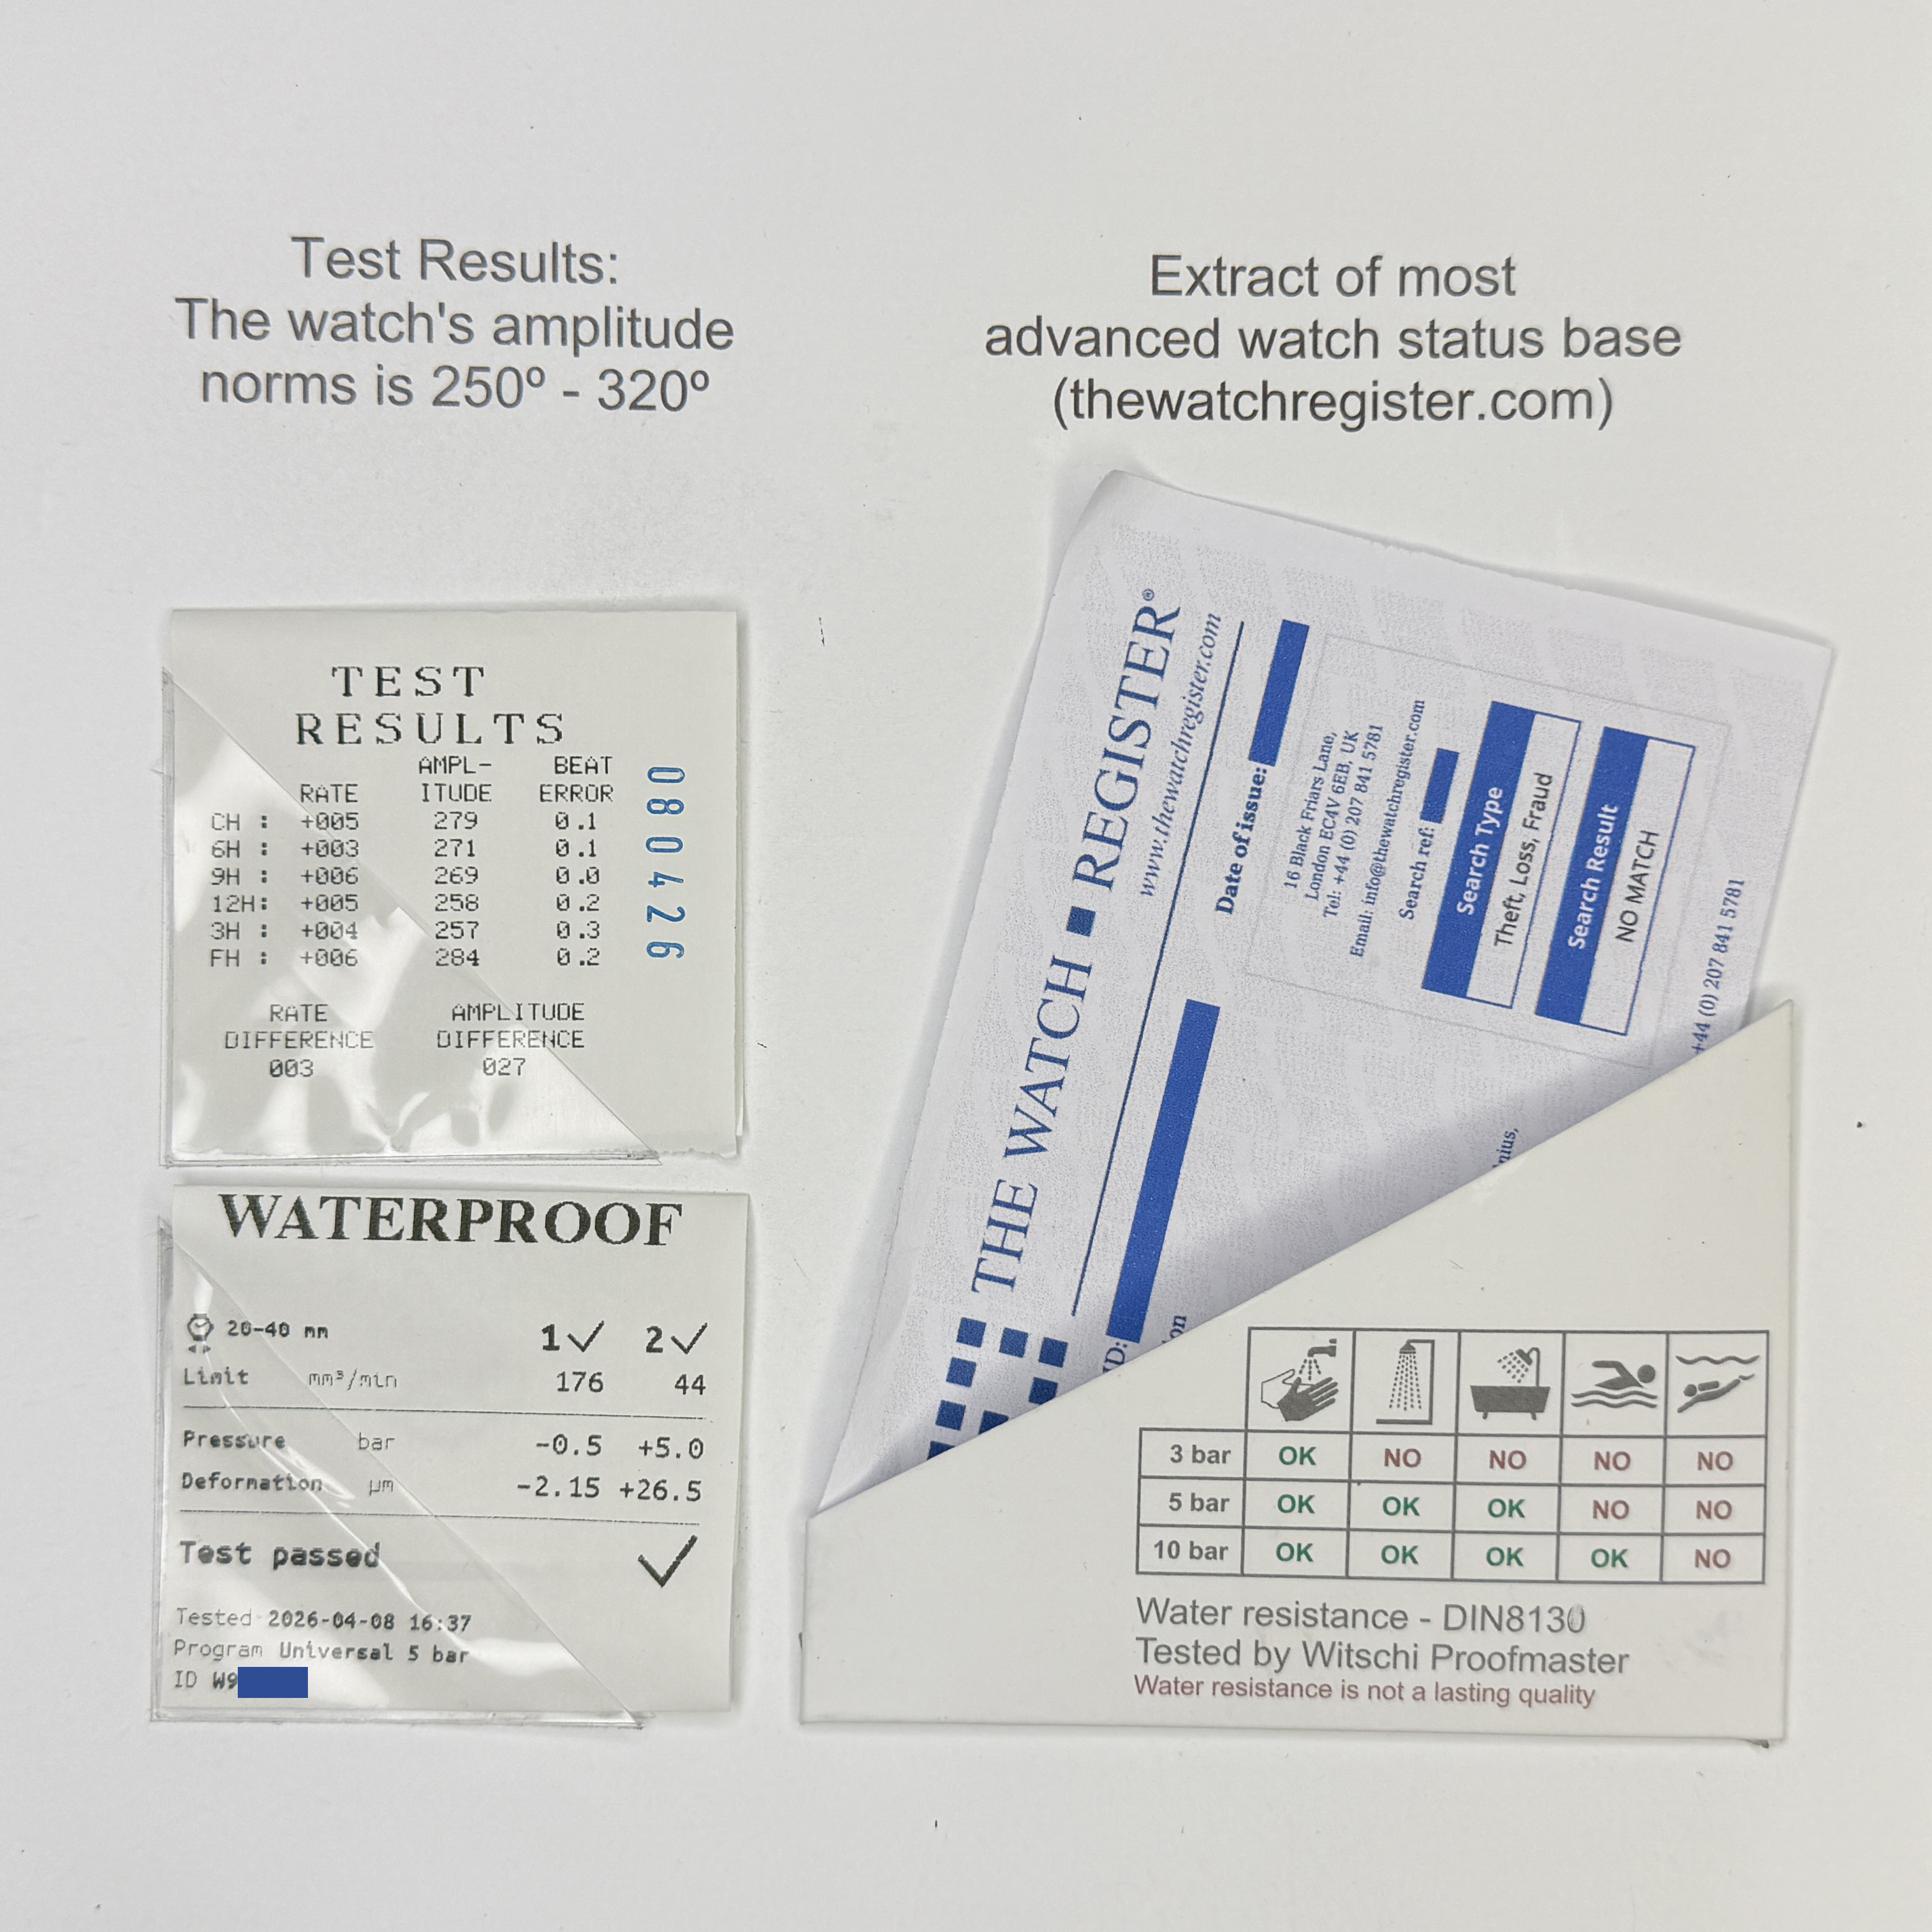 Test Results:
The watch's amplitude
norms is 250º - 320º
Extract of most
advanced watch status base
(thewatchregister.com)
TEST
RESULTS
RATE AMPL-ITUDE BEAT ERROR
CH : +005 279 0.1
6H : +003 271 0.1
9H : +006 269 0.0
12H: +005 258 0.2
3H : +004 257 0.3
FH : +006 284 0.2
RATE AMPLITUDE
DIFFERENCE DIFFERENCE
003 027
080426
WATERPROOF
20-40 mm 1 ✓ 2 ✓
Limit mm³/min 176 44
Pressure bar -0.5 +5.0
Deformation µm -2.15 +26.5
Test passed ✓
Tested 2026-04-08 16:37
Program Universal 5 bar
ID W9
THE WATCH ■ REGISTER®
www.thewatchregister.com
Date of issue:
16 Black Friars Lane,
London EC4V 6EB, UK
Tel: +44 (0) 207 841 5781
Email: info@thewatchregister.com
Search ref:
Search Type
Theft, Loss, Fraud
Search Result
NO MATCH
+44 (0) 207 841 5781
ID:
3 bar OK NO NO NO NO
5 bar OK OK OK NO NO
10 bar OK OK OK OK NO
Water resistance - DIN8130
Tested by Witschi Proofmaster
Water resistance is not a lasting quality